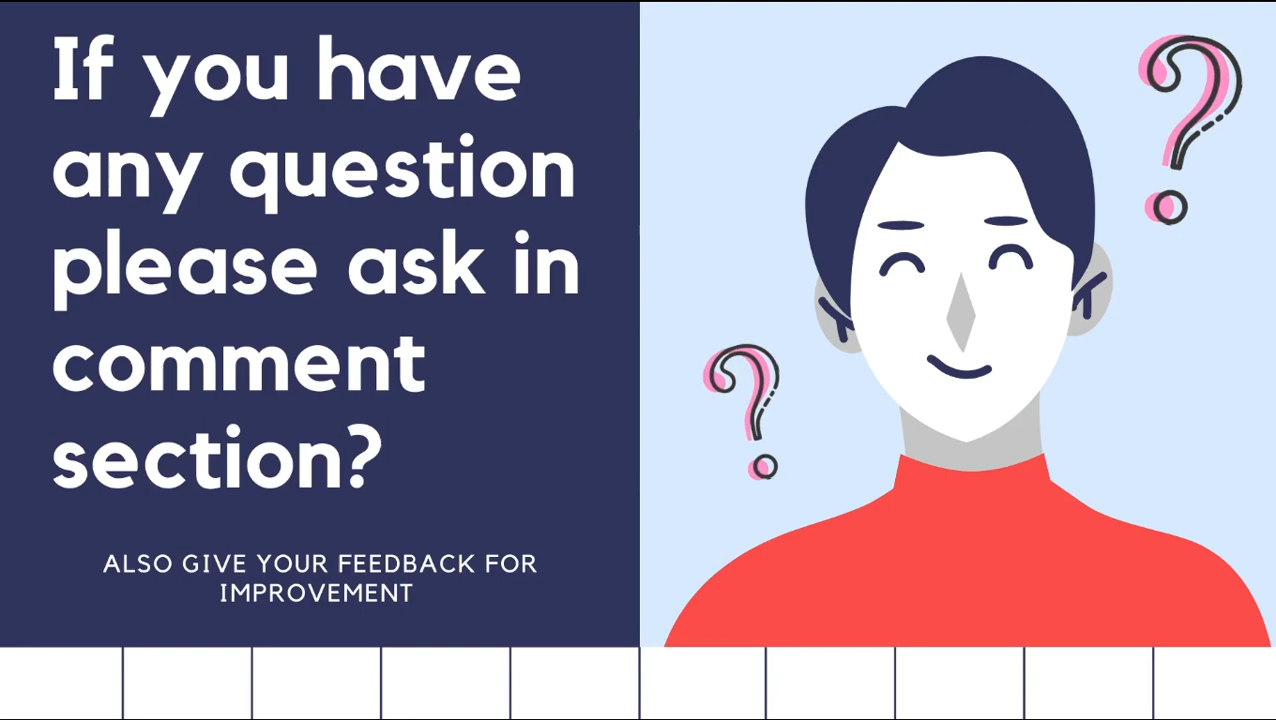 If you have
any question
please ask in
comment
section?
ALSO GIVE YOUR FEEDBACK FOR
IMPROVEMENT